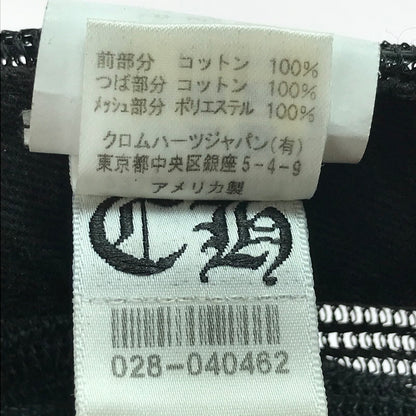 前部分 コットン 100%
つば部分 コットン 100%
メッシュ部分 ポリエステル 100%
クロムハーツジャパン(有)
東京都中央区銀座5-4-9
アメリカ製
CH
028-040462